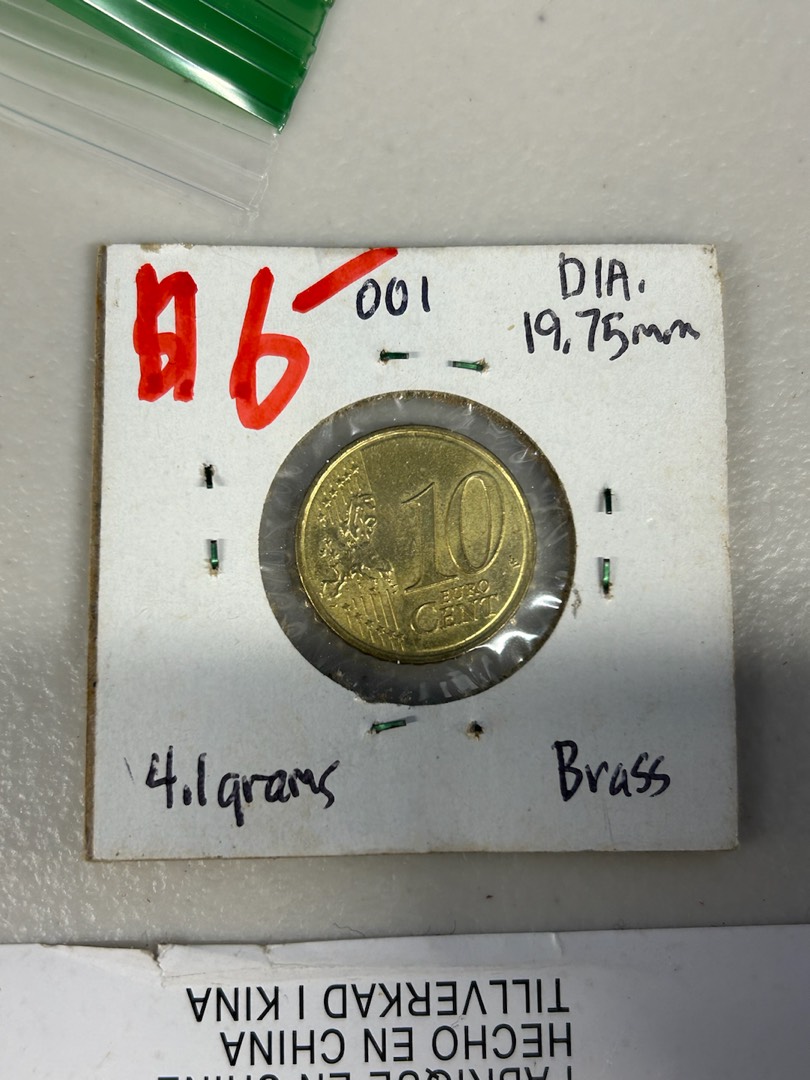 #6
001
DIA.
19.75mm
10
EURO
CENT
4.1 grams
Brass
TILLVERKAD I KINA
HECHO EN CHINA